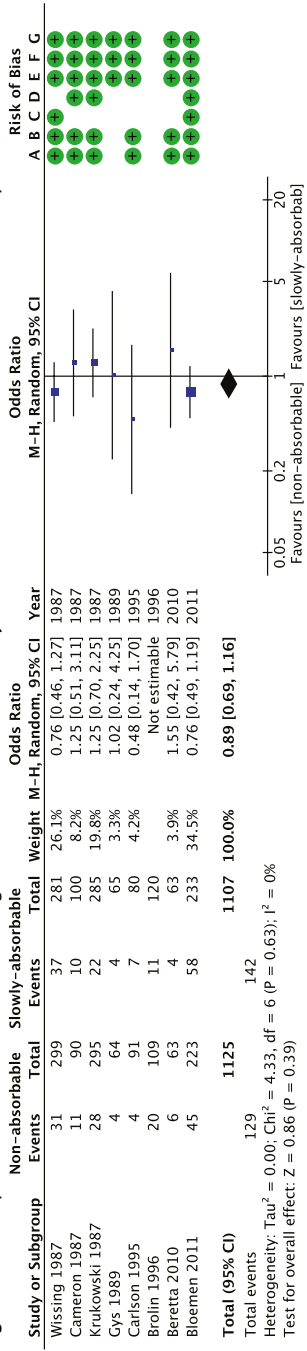 Non-absorbable Slowly-absorbable Odds Ratio Odds Ratio Risk of Bias
Study or Subgroup Events Total Events Total Weight M-H, Random, 95% CI Year M-H, Random, 95% CI A B C D E F G
Wissing 1987 31 299 37 281 26.1% 0.76 [0.46, 1.27] 1987
Cameron 1987 11 90 10 100 8.2% 1.25 [0.51, 3.11] 1987
Krukowski 1987 28 295 22 285 19.8% 1.25 [0.70, 2.25] 1987
Gys 1989 4 64 4 65 3.3% 1.02 [0.24, 4.25] 1989
Carlson 1995 4 91 7 80 4.2% 0.48 [0.14, 1.70] 1995
Brolin 1996 20 109 11 120 Not estimable 1996
Beretta 2010 6 63 4 63 3.9% 1.55 [0.42, 5.79] 2010
Bloemen 2011 45 223 58 233 34.5% 0.76 [0.49, 1.19] 2011
Total (95% CI) 1125 1107 100.0% 0.89 [0.69, 1.16]
Total events 129 142
Heterogeneity: Tau² = 0.00; Chi² = 4.33, df = 6 (P = 0.63); I² = 0%
Test for overall effect: Z = 0.86 (P = 0.39)
0.05 0.2 1 5 20
Favours [non-absorbable] Favours [slowly-absorbab]